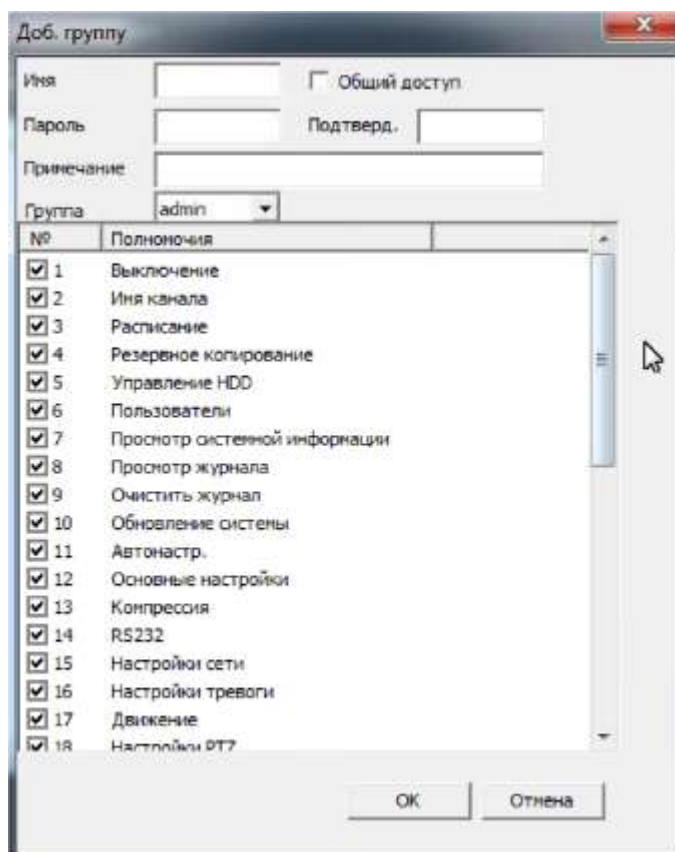 Доб. группу
Имя
Общий доступ
Пароль
Подтверд.
Примечание
Группа admin
№ Полномочия
1 Выключение
2 Имя канала
3 Расписание
4 Резервное копирование
5 Управление HDD
6 Пользователи
7 Просмотр системной информации
8 Просмотр журнала
9 Очистить журнал
10 Обновление системы
11 Автонастр.
12 Основные настройки
13 Компрессия
14 RS232
15 Настройки сети
16 Настройки тревоги
17 Движение
18 Настройки PTZ
OK Отмена